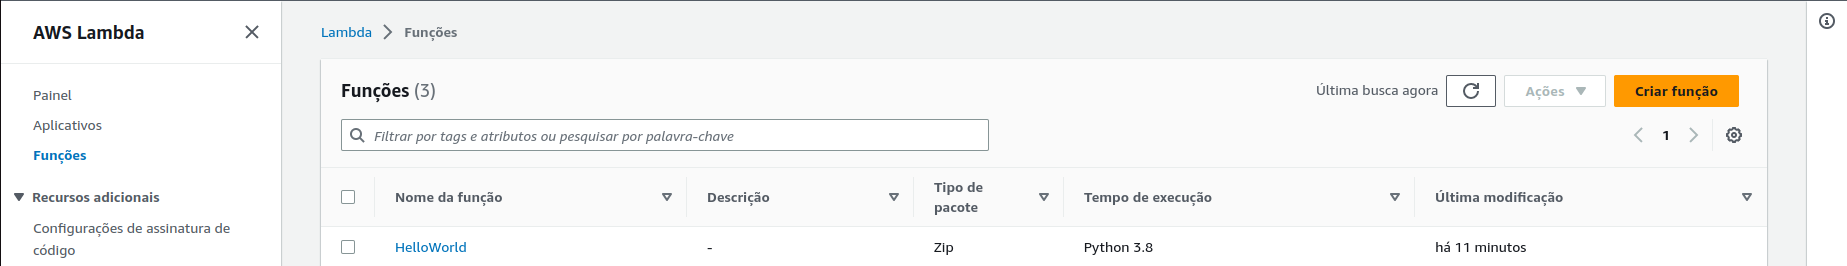 AWS Lambda
Painel
Aplicativos
Funções
Recursos adicionais
Configurações de assinatura de
código
Lambda
Funções
Funções (3)
Última busca agora
Ações
Criar função
Filtrar por tags e atributos ou pesquisar por palavra-chave
1
Nome da função
Descrição
Tipo de
pacote
Tempo de execução
Última modificação
HelloWorld
-
Zip
Python 3.8
há 11 minutos